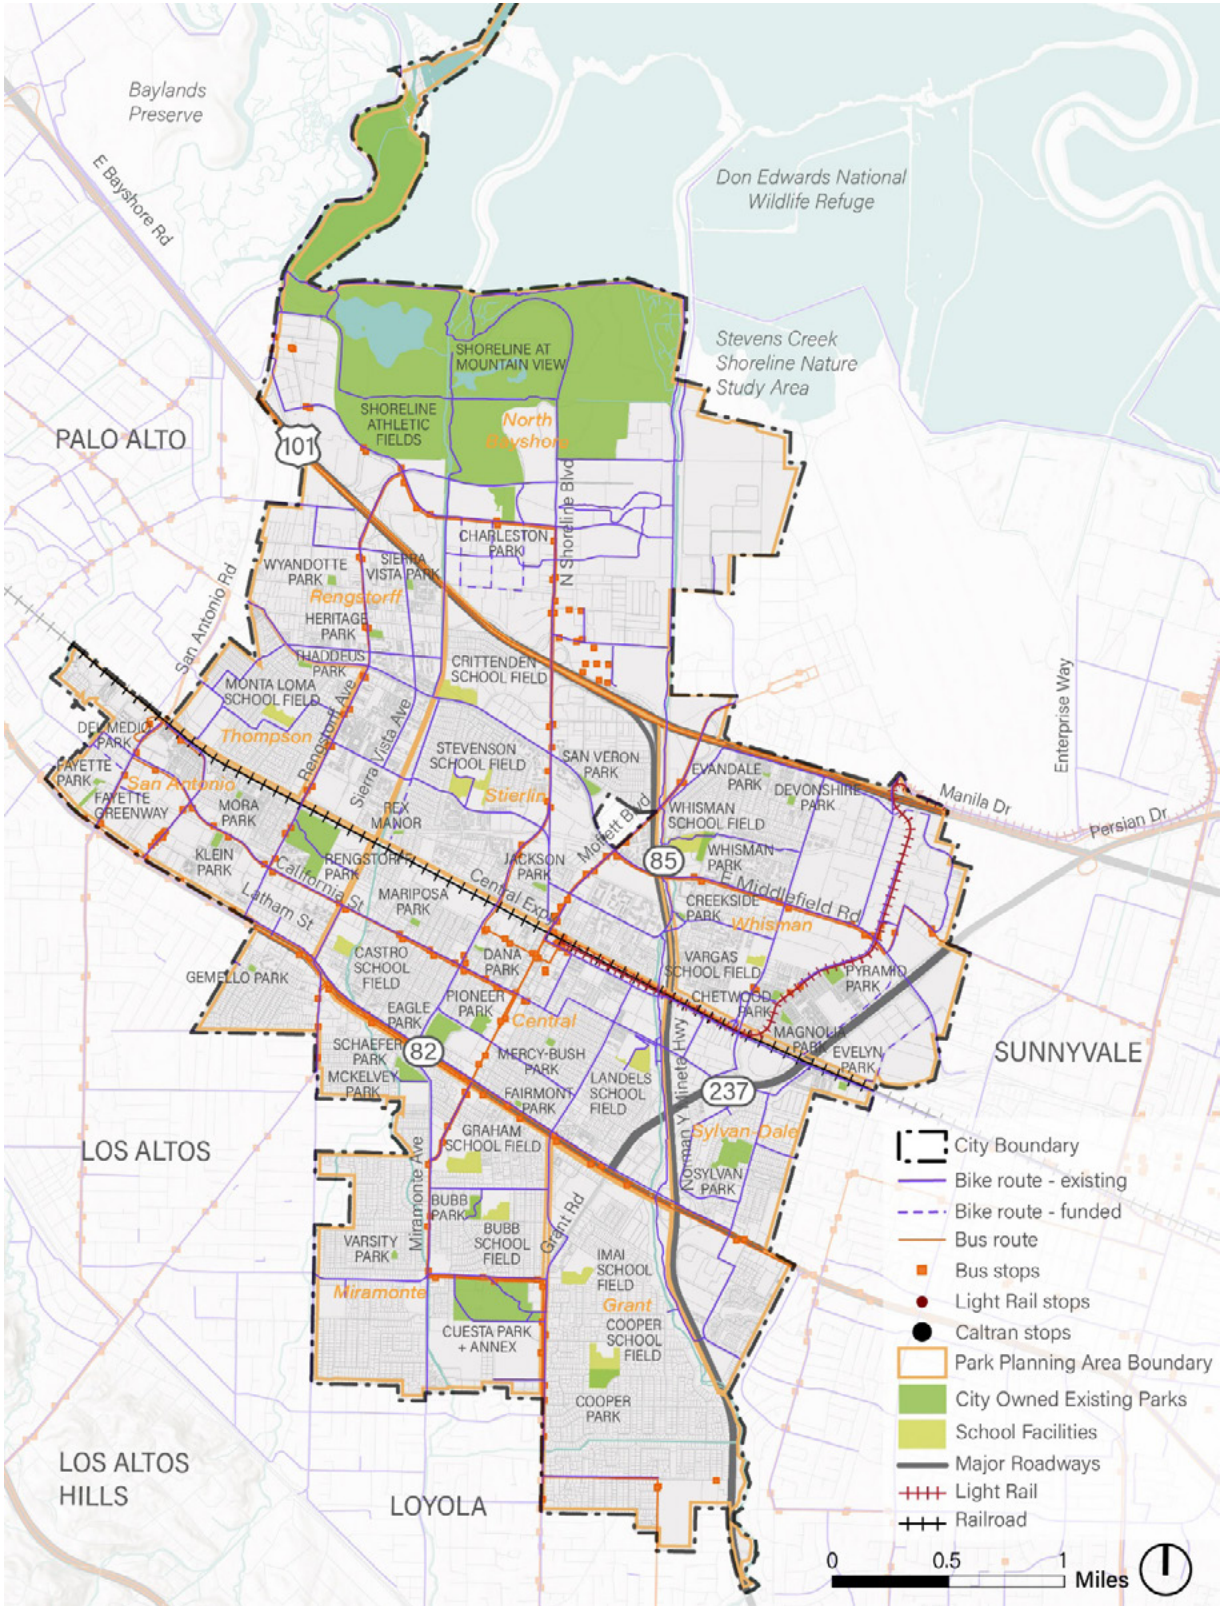 Baylands
Preserve
E Bayshore Rd
Don Edwards National
Wildlife Refuge
Stevens Creek
Shoreline Nature
Study Area
SHORELINE AT
MOUNTAIN VIEW
SHORELINE
ATHLETIC
FIELDS
North
Bayshore
PALO ALTO
101
N Shoreline Blvd
CHARLESTON
PARK
WYANDOTTE
PARK
SIERRA
VISTA PARK
Rengstorff
HERITAGE
PARK
San Antonio Rd
THADDEUS
PARK
CRITTENDEN
SCHOOL FIELD
MONTA LOMA
SCHOOL FIELD
Rengstorff Ave
Sierra Vista Ave
Thompson
DEL MEDIO
PARK
STEVENSON
SCHOOL FIELD
SAN VERON
PARK
Enterprise Way
FAYETTE
PARK
San Antonio
EVANDALE
PARK
DEVONSHIRE
PARK
Manila Dr
Persian Dr
FAYETTE
GREENWAY
MORA
PARK
REX
MANOR
Stierlin
Moffett Blvd
WHISMAN
SCHOOL FIELD
KLEIN
PARK
RENGSTORFF
PARK
JACKSON
PARK
85
WHISMAN
PARK
California St
Latham St
MARIPOSA
PARK
Central Exp
E Middlefield Rd
CREEKSIDE
PARK
Whisman
GEMELLO PARK
CASTRO
SCHOOL
FIELD
DANA
PARK
VARGAS
SCHOOL FIELD
PYRAMID
PARK
EAGLE
PARK
PIONEER
PARK
CHETWOOD
PARK
Central
MAGNOLIA
PARK
SCHAEFER
PARK
82
MERCY-BUSH
PARK
EVELYN
PARK
SUNNYVALE
MCKELVEY
PARK
FAIRMONT
PARK
LANDELS
SCHOOL
FIELD
Norman Y Mineta Hwy
237
LOS ALTOS
GRAHAM
SCHOOL FIELD
Sylvan-Dale
SYLVAN
PARK
Miramonte Ave
BUBB
PARK
BUBB
SCHOOL
FIELD
Grant Rd
VARSITY
PARK
IMAI
SCHOOL
FIELD
Miramonte
Grant
COOPER
SCHOOL
FIELD
CUESTA PARK
+ ANNEX
COOPER
PARK
LOS ALTOS
HILLS
LOYOLA
City Boundary
Bike route - existing
Bike route - funded
Bus route
Bus stops
Light Rail stops
Caltran stops
Park Planning Area Boundary
City Owned Existing Parks
School Facilities
Major Roadways
Light Rail
Railroad
0 0.5 1
Miles